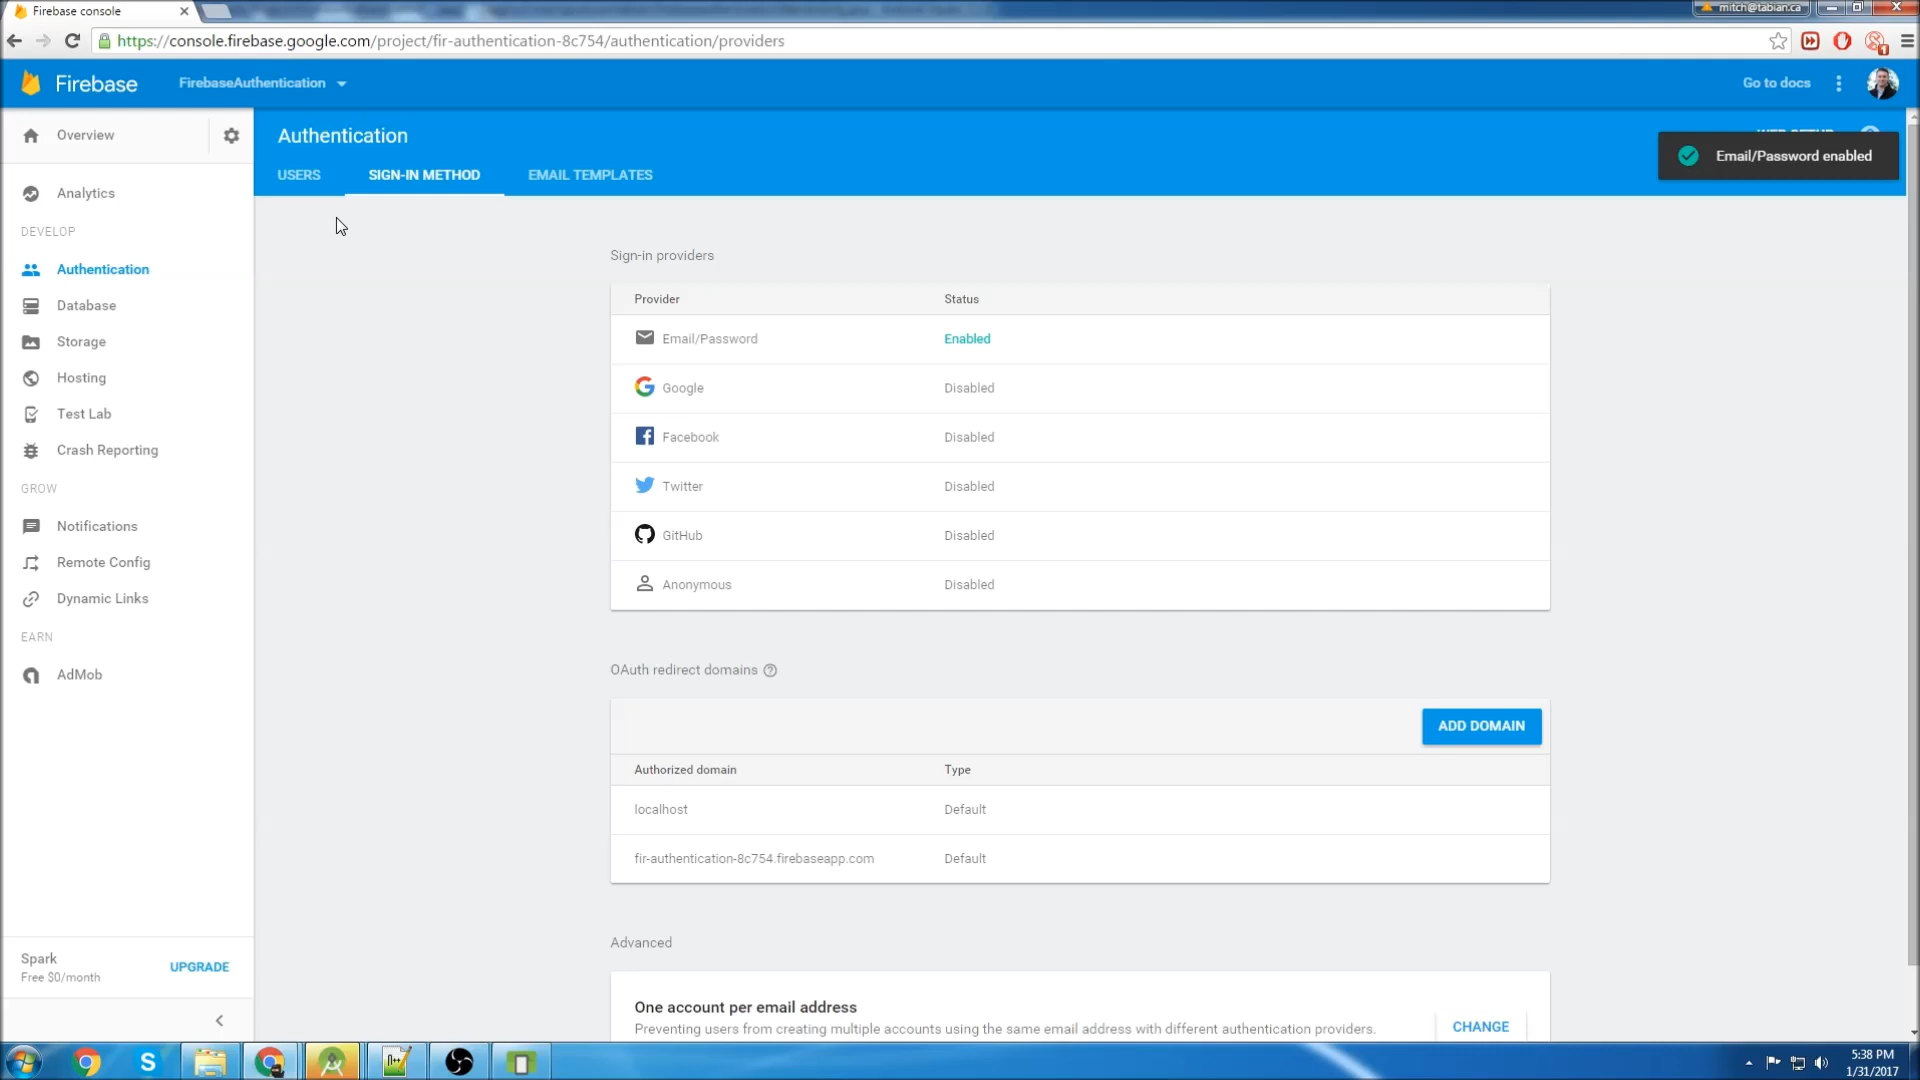 Firebase console
mitch@tabian.ca
https://console.firebase.google.com/project/fir-authentication-8c754/authentication/providers
Firebase
FirebaseAuthentication
Go to docs
Overview
Authentication
Email/Password enabled
USERS
SIGN-IN METHOD
EMAIL TEMPLATES
Analytics
DEVELOP
Authentication
Database
Storage
Hosting
Test Lab
Crash Reporting
GROW
Notifications
Remote Config
Dynamic Links
EARN
AdMob
Spark
Free $0/month
UPGRADE
Sign-in providers
Provider Status
Email/Password Enabled
Google Disabled
Facebook Disabled
Twitter Disabled
GitHub Disabled
Anonymous Disabled
OAuth redirect domains
ADD DOMAIN
Authorized domain Type
localhost Default
fir-authentication-8c754.firebaseapp.com Default
Advanced
One account per email address
Preventing users from creating multiple accounts using the same email address with different authentication providers.
CHANGE
5:38 PM
1/31/2017